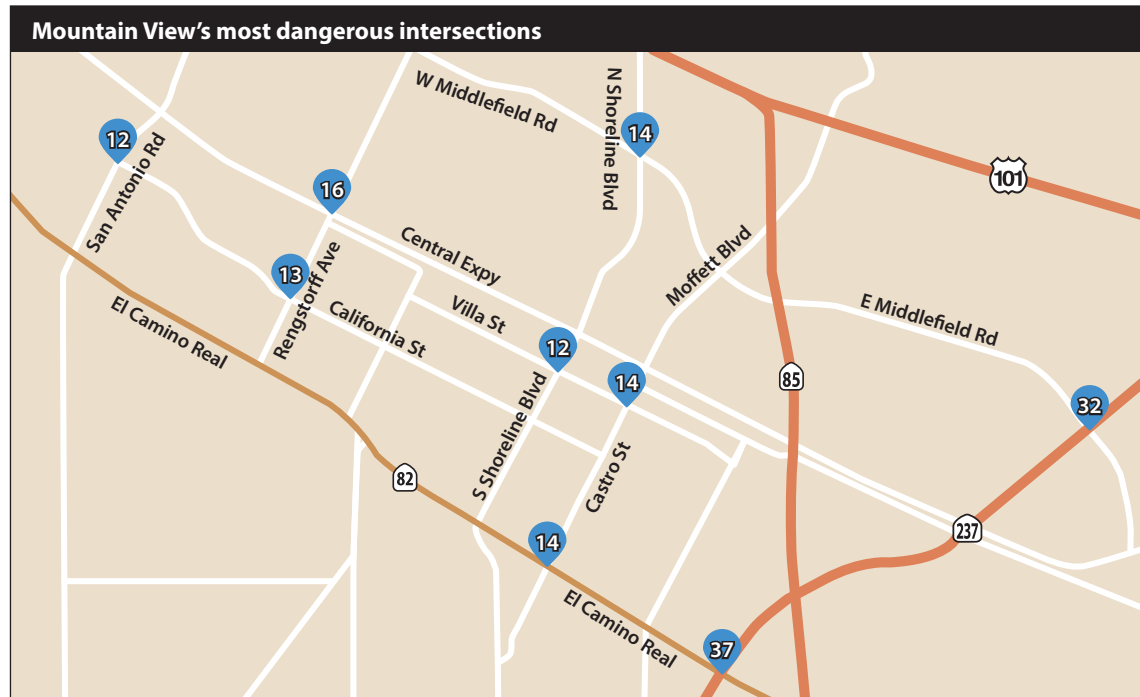 Mountain View’s most dangerous intersections
W Middlefield Rd
N Shoreline Blvd
14
12
San Antonio Rd
16
101
Central Expy
Moffett Blvd
13
Rengstorff Ave
El Camino Real
California St
Villa St
E Middlefield Rd
12
14
85
32
S Shoreline Blvd
Castro St
82
237
14
El Camino Real
37